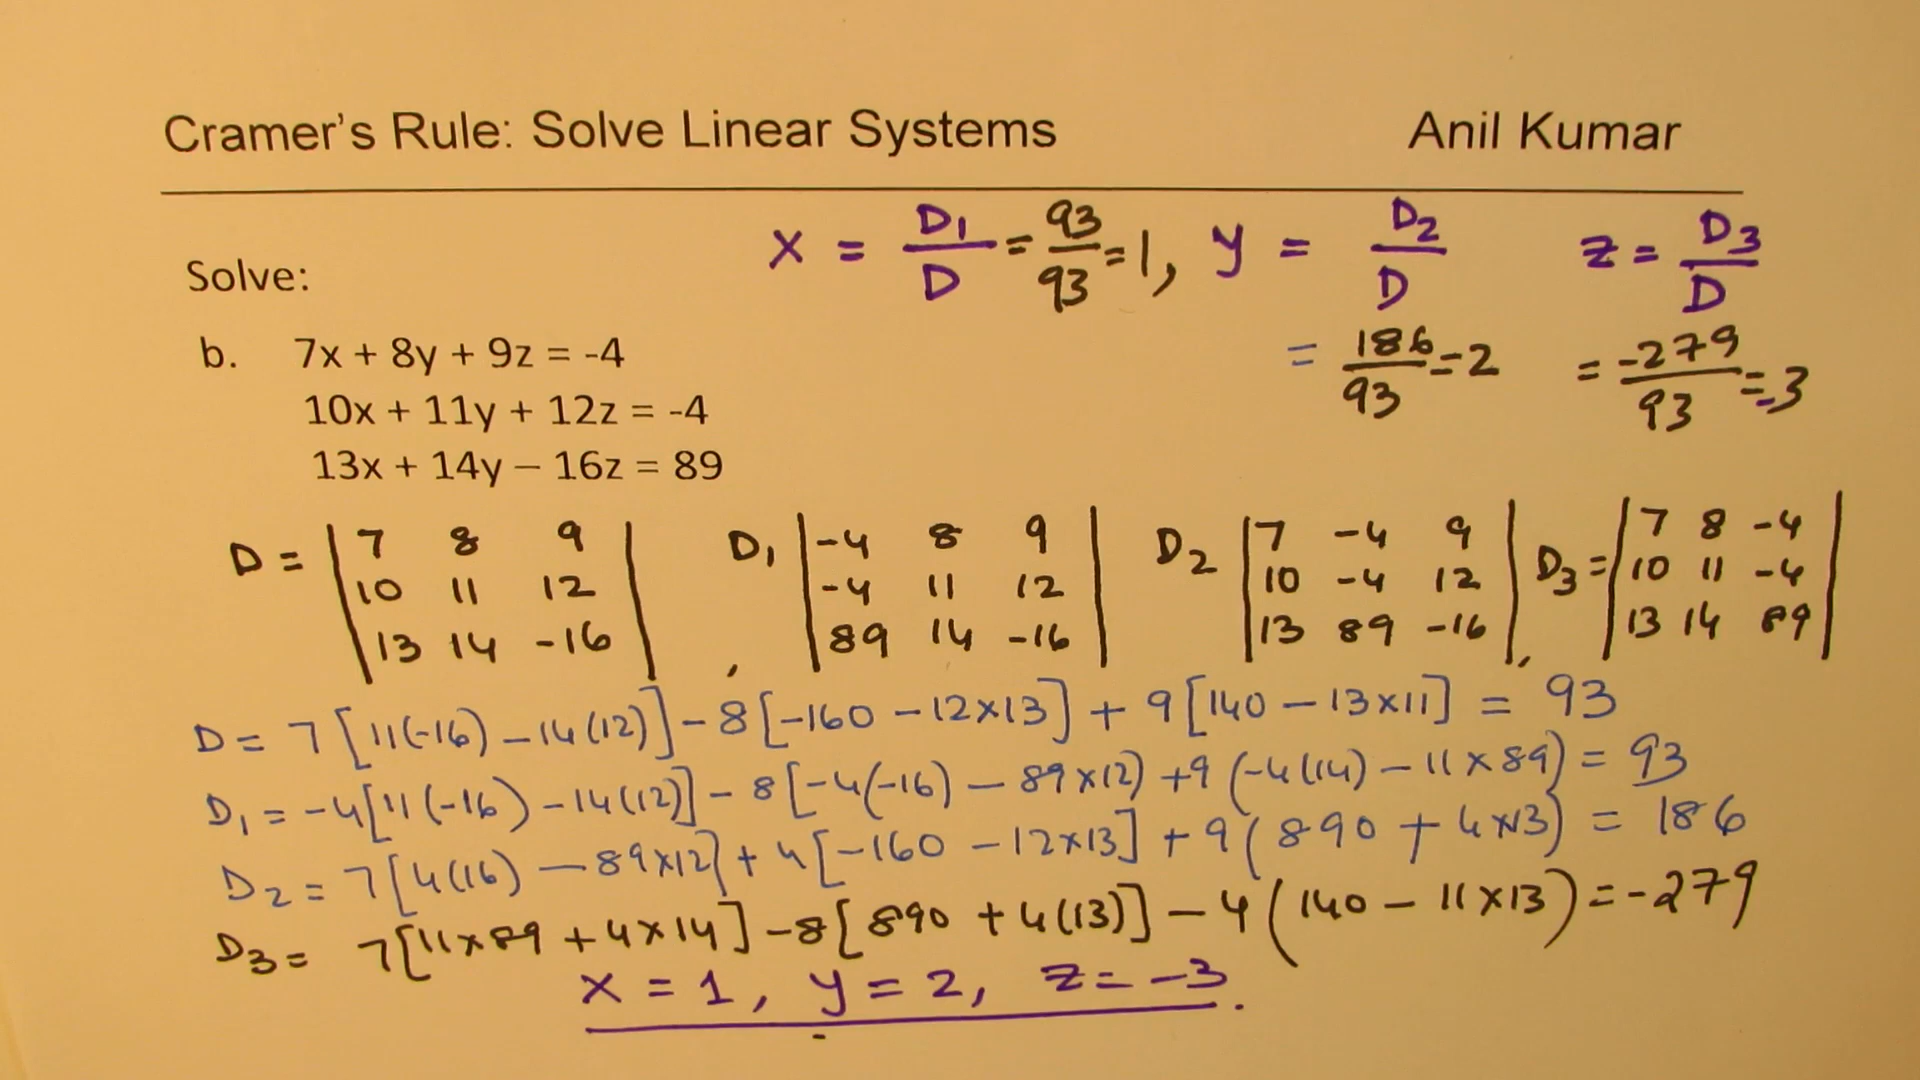 Cramer's Rule: Solve Linear Systems Anil Kumar
x = D₁/D = 93/93 = 1, y = D₂/D z = D₃/D
Solve:
= 186/93 = 2 = -279/93 = -3
b. 7x + 8y + 9z = -4
10x + 11y + 12z = -4
13x + 14y – 16z = 89
D = | 7 8 9 | D₁ | -4 8 9 | D₂ | 7 -4 9 | D₃ = | 7 8 -4 |
| 10 11 12 | | -4 11 12 | | 10 -4 12 | | 10 11 -4 |
| 13 14 -16 | , | 89 14 -16 | | 13 89 -16 | , | 13 14 89 |
D = 7[11(-16) - 14(12)] - 8[-160 - 12×13] + 9[140 - 13×11] = 93
D₁ = -4[11(-16) - 14(12)] - 8[-4(-16) - 89×12) + 9(-4(14) - 11×89) = 93
D₂ = 7[4(16) - 89×12] + 4[-160 - 12×13] + 9(890 + 4×13) = 186
D₃ = 7[11×89 + 4×14] - 8[890 + 4(13)] - 4(140 - 11×13) = -279
x = 1, y = 2, z = -3.